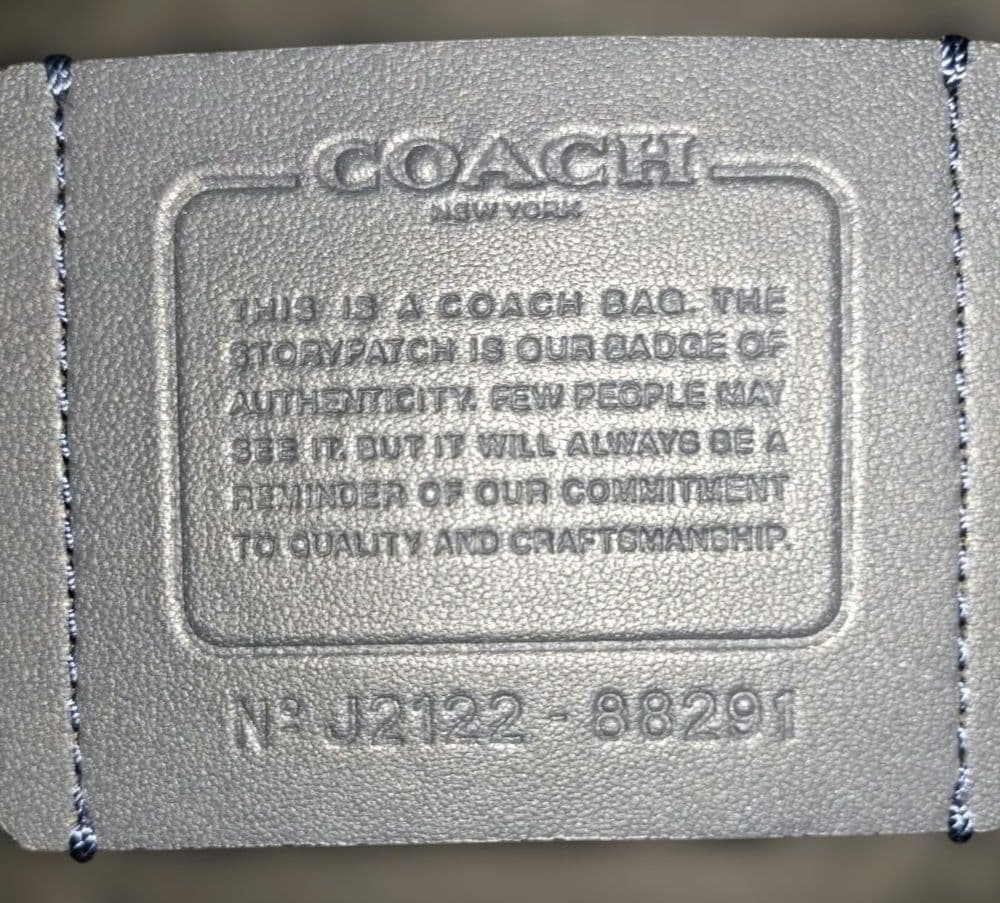 COACH
NEW YORK
THIS IS A COACH BAG. THE
STORYPATCH IS OUR BADGE OF
AUTHENTICITY. FEW PEOPLE MAY
SEE IT. BUT IT WILL ALWAYS BE A
REMINDER OF OUR COMMITMENT
TO QUALITY AND CRAFTSMANSHIP.
Nº J2122 - 88291